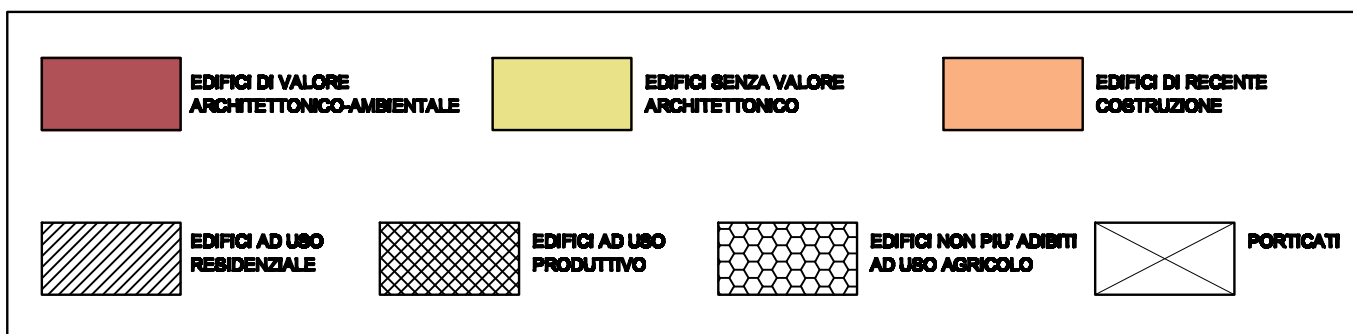 EDIFICI DI VALORE
ARCHITETTONICO-AMBIENTALE
EDIFICI SENZA VALORE
ARCHITETTONICO
EDIFICI DI RECENTE
COSTRUZIONE
EDIFICI AD USO
RESIDENZIALE
EDIFICI AD USO
PRODUTTIVO
EDIFICI NON PIU' ADIBITI
AD USO AGRICOLO
PORTICATI